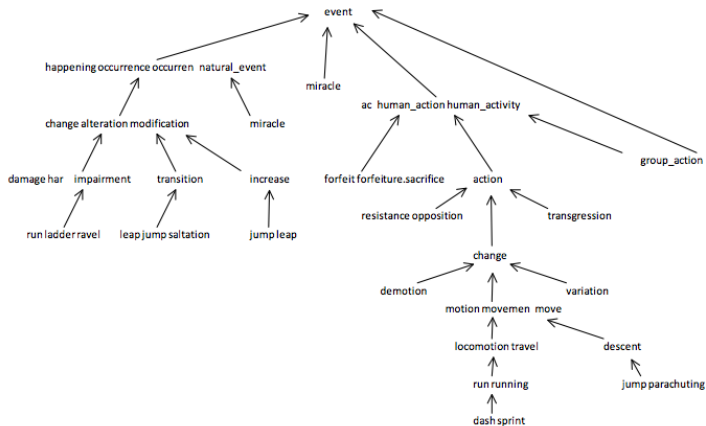 event
happening occurrence occurren natural_event
miracle
ac human_action human_activity
change alteration modification
miracle
group_action
damage har impairment transition increase
forfeit forfeiture.sacrifice action
resistance opposition transgression
run ladder ravel leap jump saltation jump leap
change
demotion variation
motion movemen move
locomotion travel descent
run running jump parachuting
dash sprint